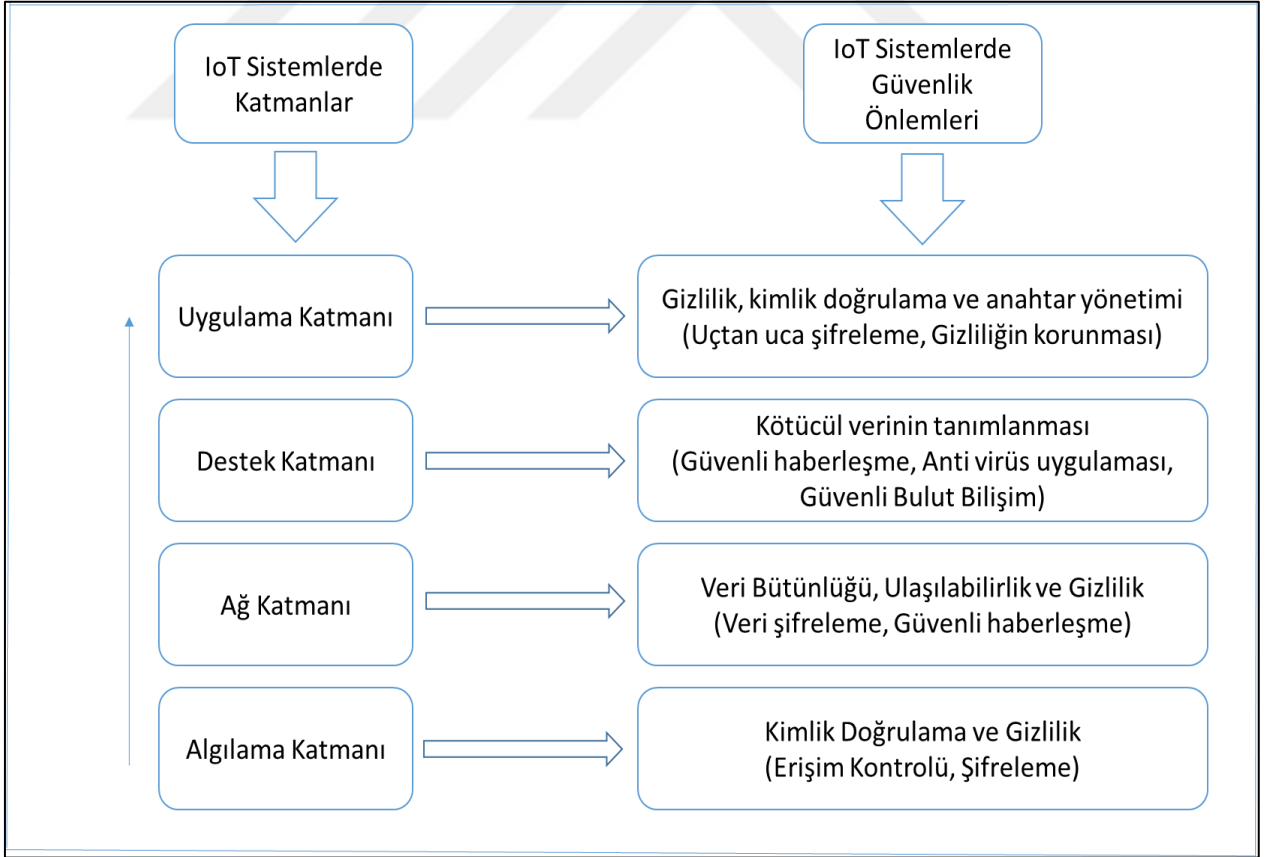 IoT Sistemlerde
Katmanlar
IoT Sistemlerde
Güvenlik
Önlemleri
Uygulama Katmanı
Gizlilik, kimlik doğrulama ve anahtar yönetimi
(Uçtan uca şifreleme, Gizliliğin korunması)
Destek Katmanı
Kötücül verinin tanımlanması
(Güvenli haberleşme, Anti virüs uygulaması,
Güvenli Bulut Bilişim)
Ağ Katmanı
Veri Bütünlüğü, Ulaşılabilirlik ve Gizlilik
(Veri şifreleme, Güvenli haberleşme)
Algılama Katmanı
Kimlik Doğrulama ve Gizlilik
(Erişim Kontrolü, Şifreleme)